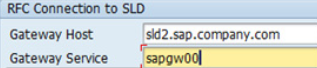 RFC Connection to SLD
Gateway Host sld2.sap.company.com
Gateway Service sapgw00